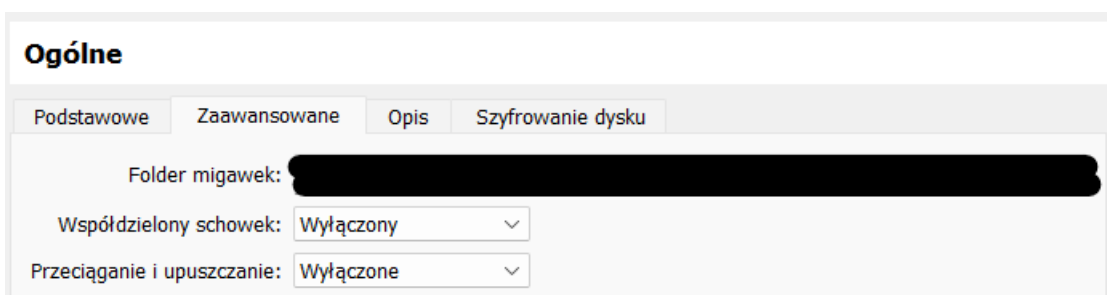 Ogólne
Podstawowe Zaawansowane Opis Szyfrowanie dysku
Folder migawek:
Współdzielony schowek: Wyłączony
Przeciąganie i upuszczanie: Wyłączone